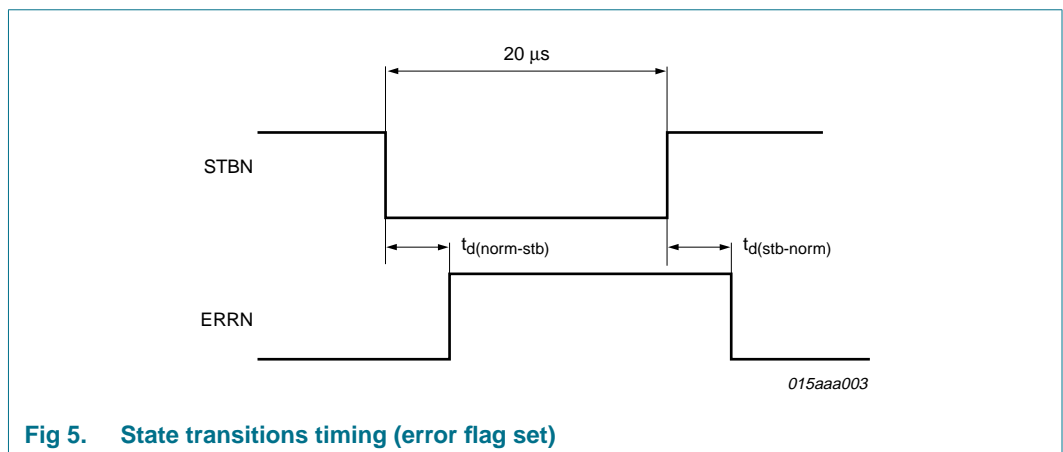 20 μs
STBN
td(norm-stb)
td(stb-norm)
ERRN
015aaa003
Fig 5. State transitions timing (error flag set)